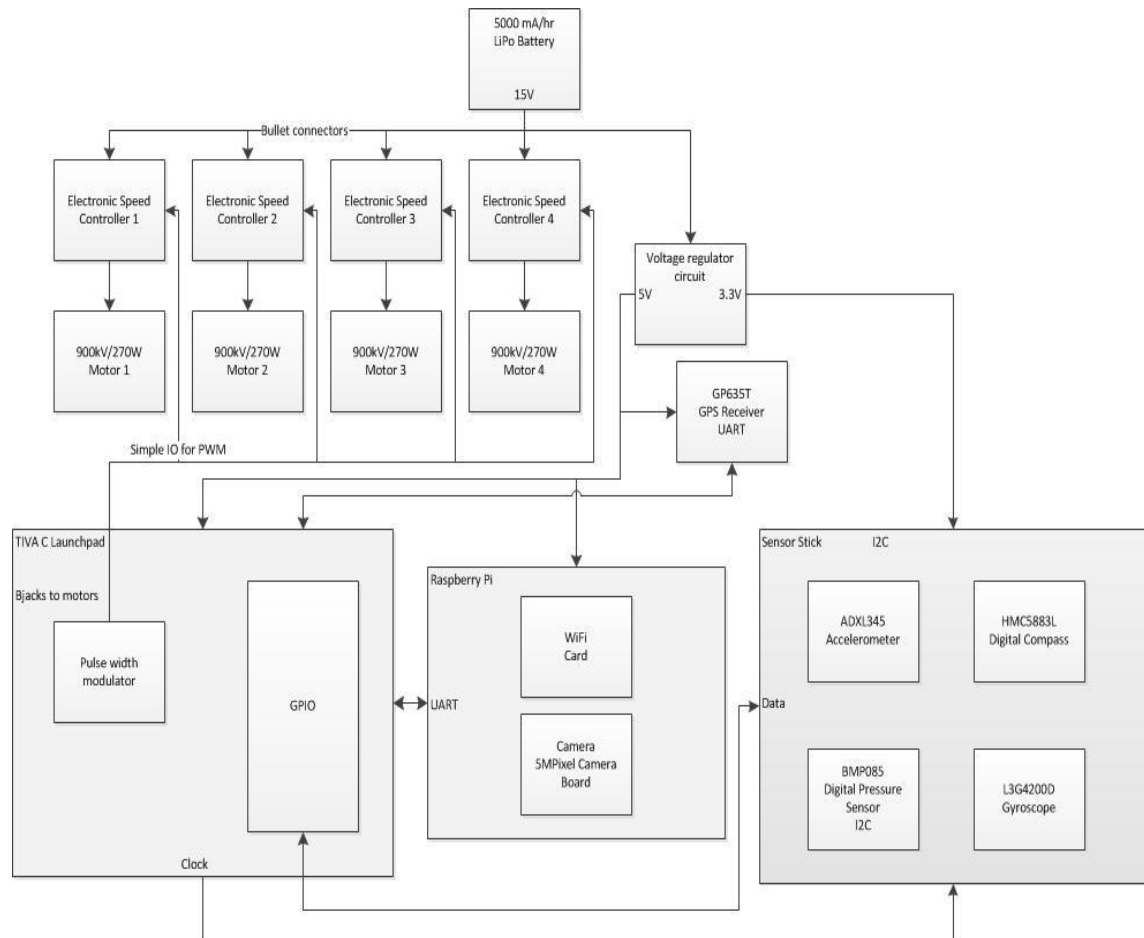 5000 mA/hr
LiPo Battery
15V
Bullet connectors
Electronic Speed
Controller 1
Electronic Speed
Controller 2
Electronic Speed
Controller 3
Electronic Speed
Controller 4
Voltage regulator
circuit
5V
3.3V
900kV/270W
Motor 1
900kV/270W
Motor 2
900kV/270W
Motor 3
900kV/270W
Motor 4
GP635T
GPS Receiver
UART
Simple IO for PWM
TIVA C Launchpad
Bjacks to motors
Pulse width
modulator
GPIO
Clock
Raspberry Pi
WiFi
Card
UART
Camera
5MPixel Camera
Board
Sensor Stick
I2C
ADXL345
Accelerometer
HMC5883L
Digital Compass
Data
BMP085
Digital Pressure
Sensor
I2C
L3G4200D
Gyroscope